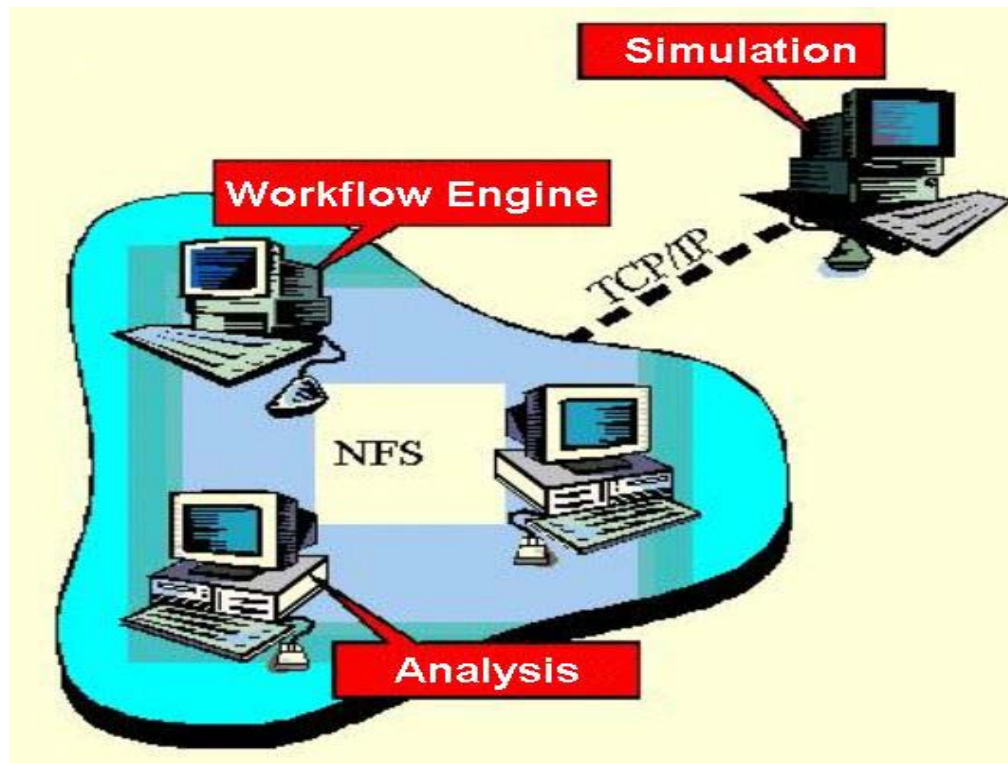 Simulation
Workflow Engine
TCP/IP
NFS
Analysis